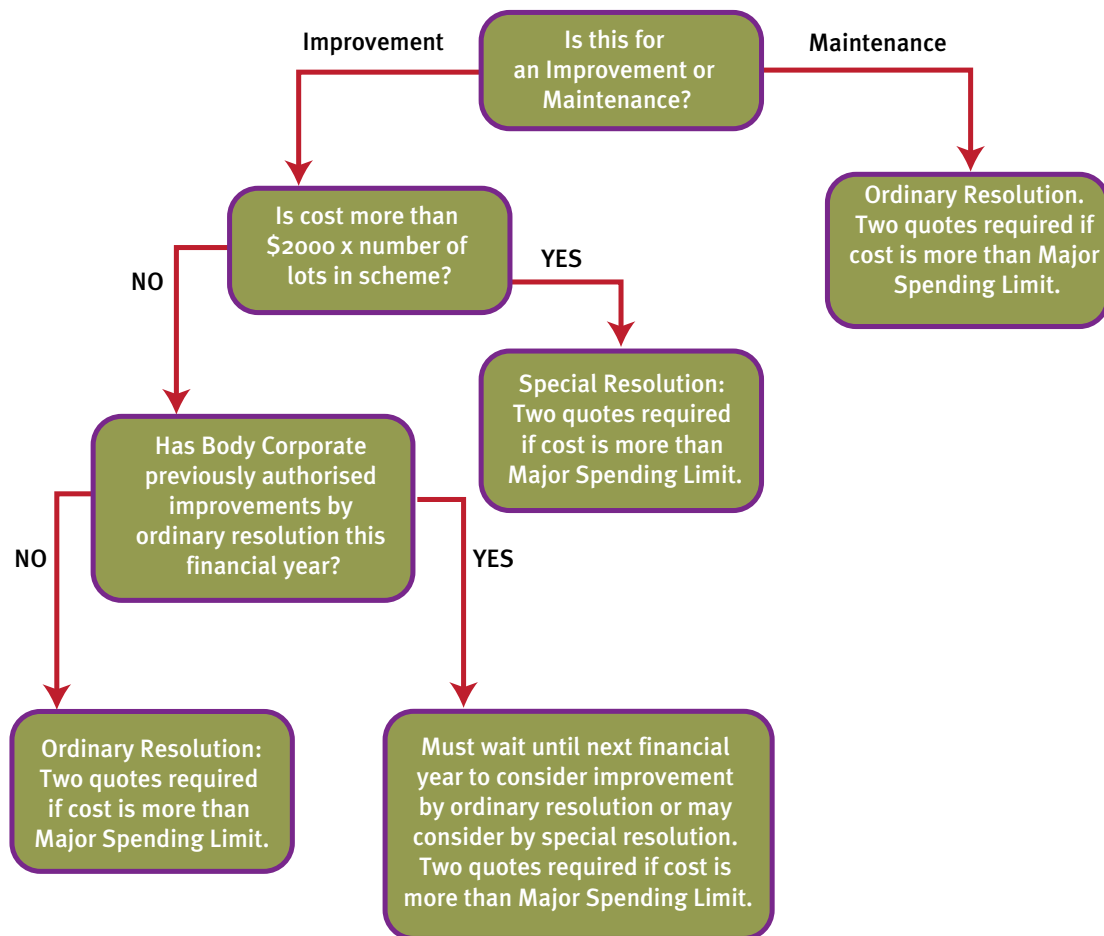 Improvement
Is this for
an Improvement or
Maintenance?
Maintenance
Is cost more than
$2000 x number of
lots in scheme?
NO
YES
Ordinary Resolution.
Two quotes required if
cost is more than Major
Spending Limit.
Special Resolution:
Two quotes required
if cost is more than
Major Spending Limit.
Has Body Corporate
previously authorised
improvements by
ordinary resolution this
financial year?
NO
YES
Ordinary Resolution:
Two quotes required
if cost is more than
Major Spending Limit.
Must wait until next financial
year to consider improvement
by ordinary resolution or may
consider by special resolution.
Two quotes required if cost is
more than Major Spending Limit.